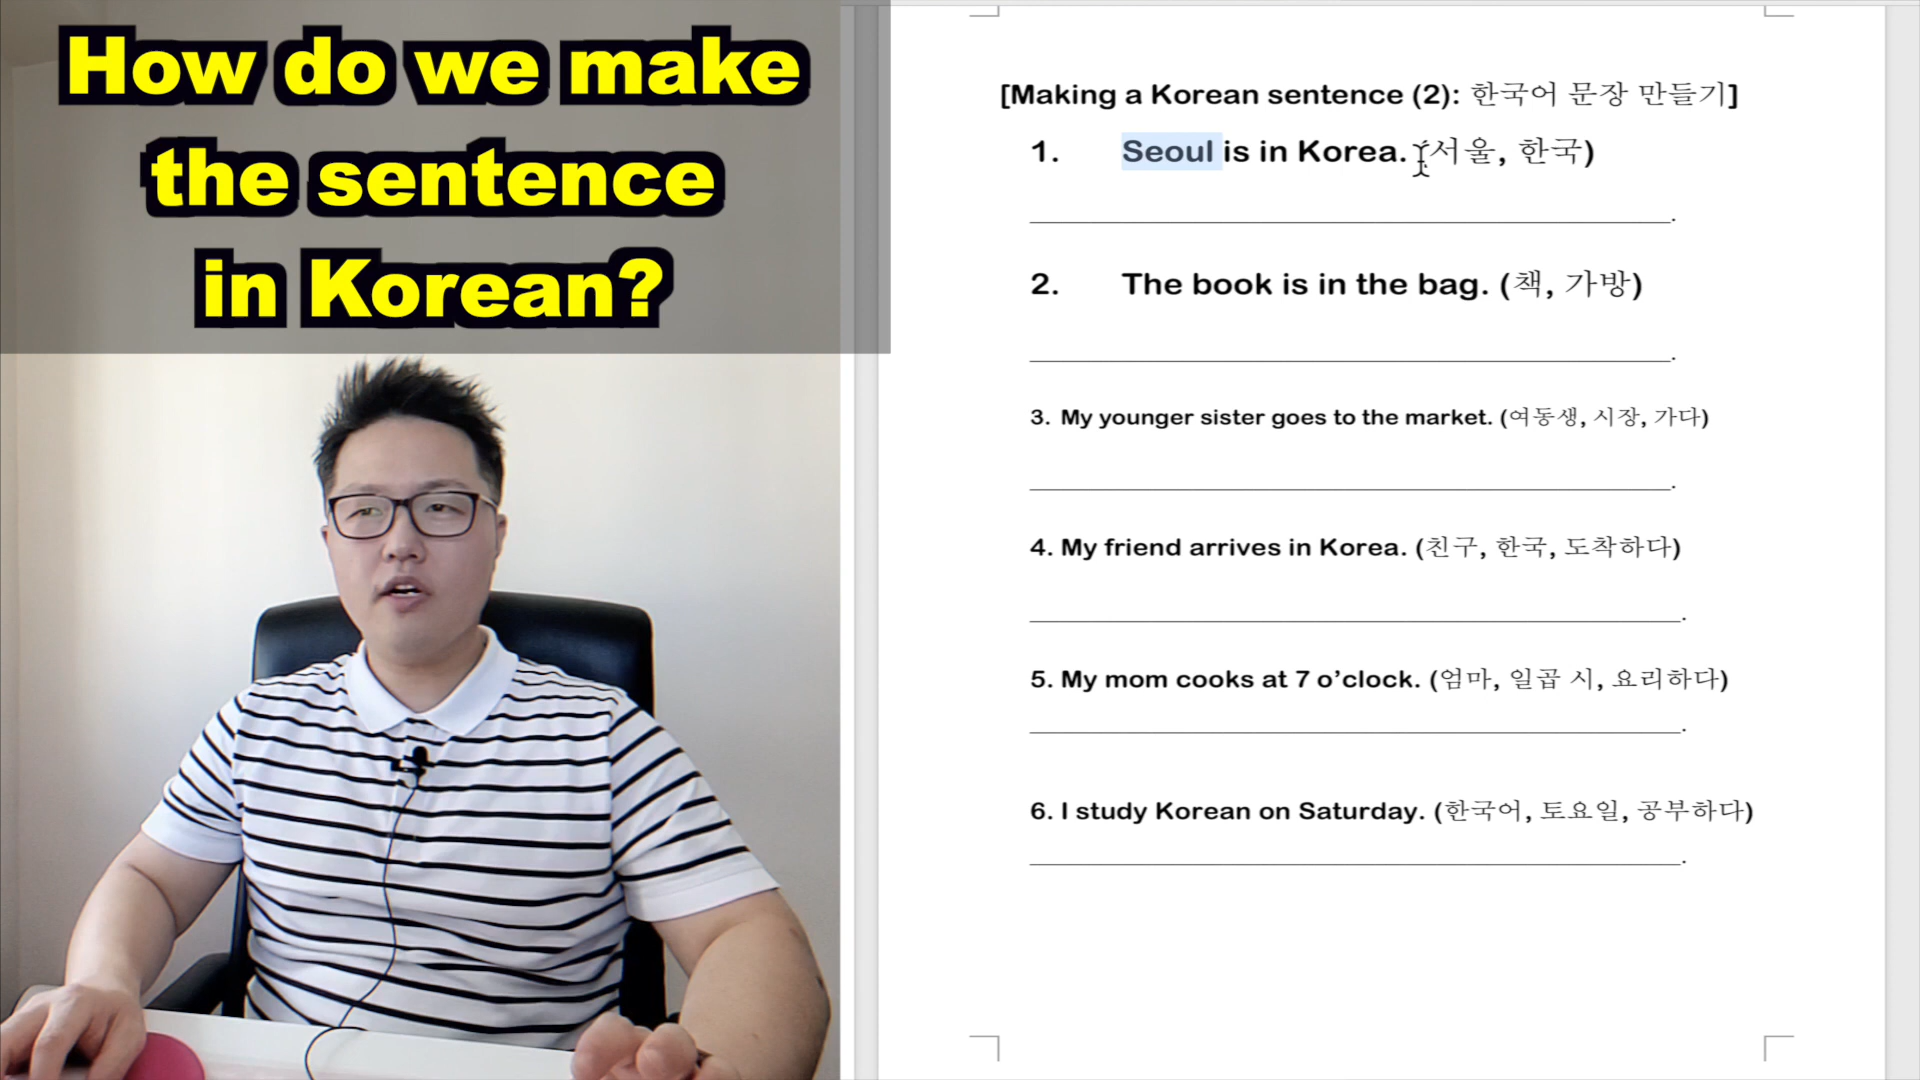 How do we make
the sentence
in Korean?
[Making a Korean sentence (2): 한국어 문장 만들기]
1. Seoul is in Korea. (서울, 한국)
2. The book is in the bag. (책, 가방)
3. My younger sister goes to the market. (여동생, 시장, 가다)
4. My friend arrives in Korea. (친구, 한국, 도착하다)
5. My mom cooks at 7 o’clock. (엄마, 일곱 시, 요리하다)
6. I study Korean on Saturday. (한국어, 토요일, 공부하다)